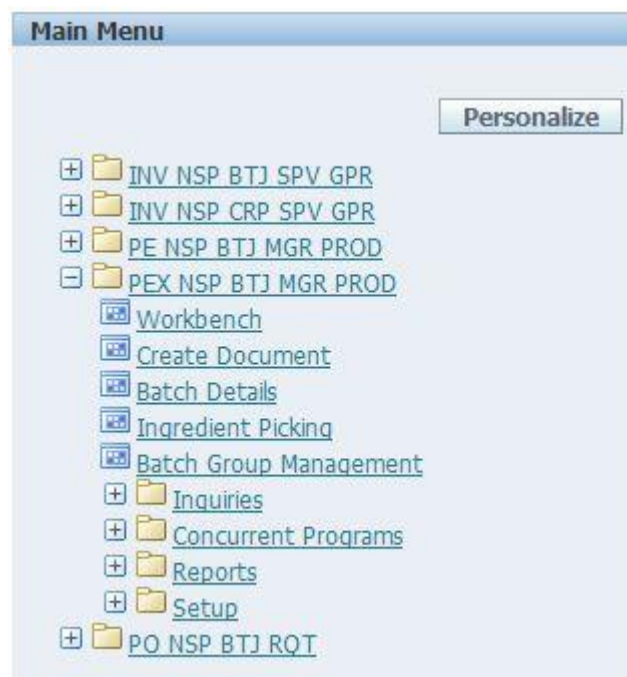 Main Menu
Personalize
INV NSP BTJ SPV GPR
INV NSP CRP SPV GPR
PE NSP BTJ MGR PROD
PEX NSP BTJ MGR PROD
Workbench
Create Document
Batch Details
Ingredient Picking
Batch Group Management
Inquiries
Concurrent Programs
Reports
Setup
PO NSP BTJ RQT